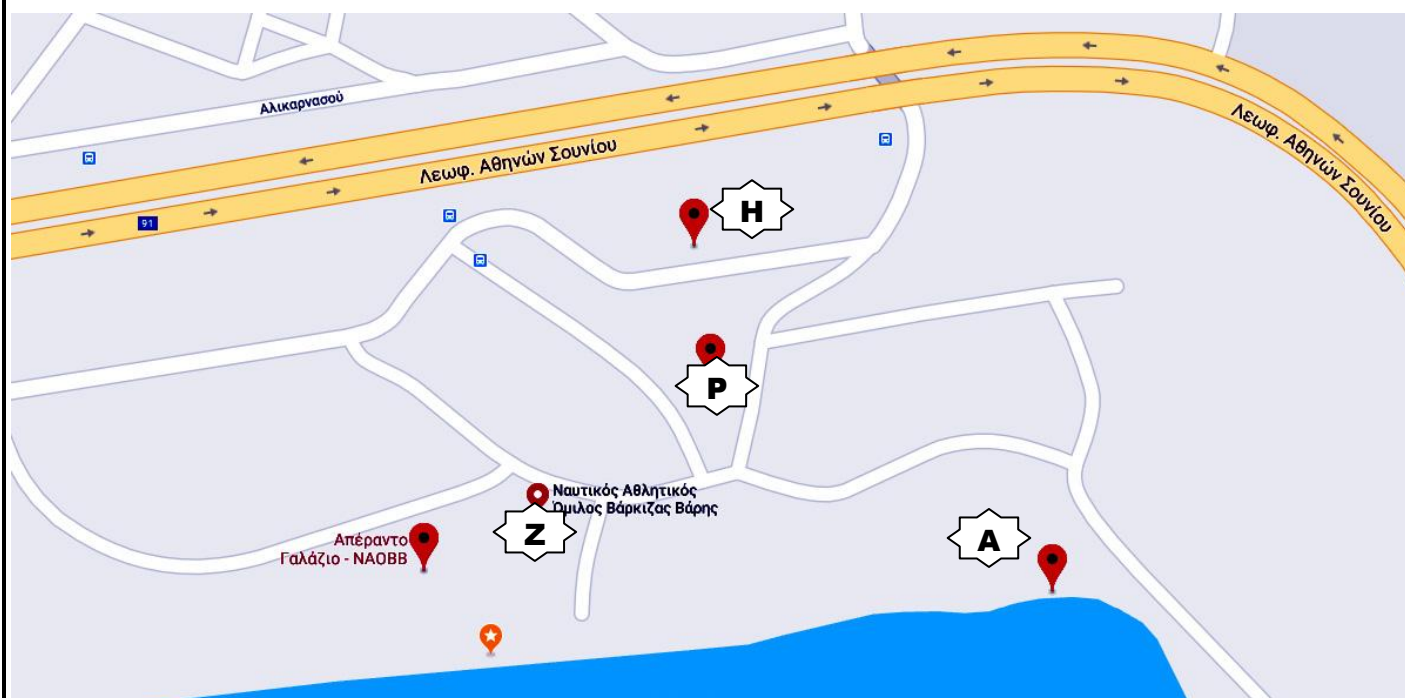 Αλικαρνασού
Λεωφ. Αθηνών Σουνίου
Λεωφ. Αθηνών Σουνίου
91
H
P
Ναυτικός Αθλητικός
Όμιλος Βάρκιζας Βάρης
Z
Απέραντο
Γαλάζιο - ΝΑΟΒΒ
A